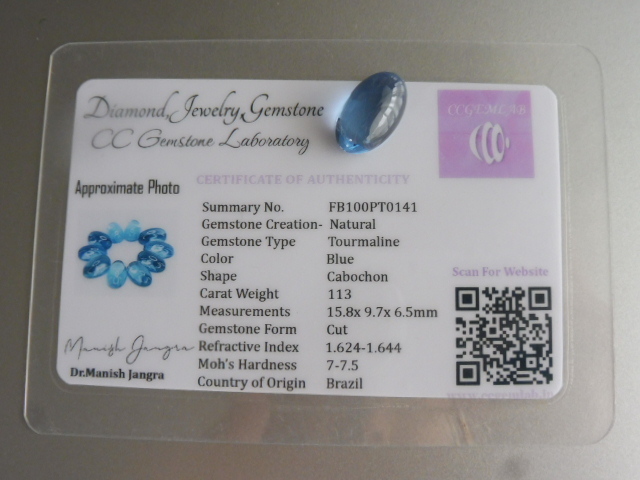 Diamond, Jewelry, Gemstone
CC Gemstone Laboratory
CCGEMLAB
CERTIFICATE OF AUTHENTICITY
Approximate Photo
Summary No. FB100PT0141
Gemstone Creation- Natural
Gemstone Type Tourmaline
Color Blue
Shape Cabochon
Carat Weight 113
Measurements 15.8x 9.7x 6.5mm
Gemstone Form Cut
Refractive Index 1.624-1.644
Moh's Hardness 7-7.5
Country of Origin Brazil
Manish Jangra
Dr.Manish Jangra
Scan For Website